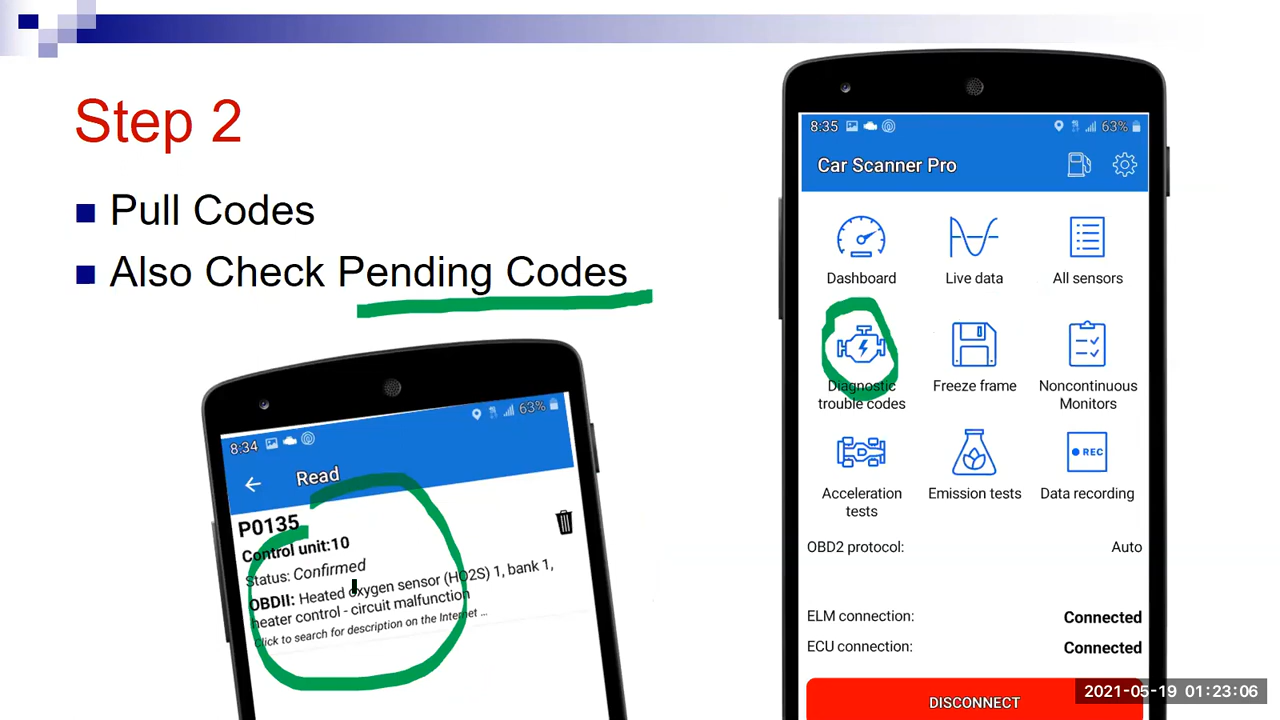 Step 2
Pull Codes
Also Check Pending Codes
8:34
63%
Read
P0135
Control unit:10
Status: Confirmed
OBDII: Heated oxygen sensor (HO2S) 1, bank 1,
heater control - circuit malfunction
Click to search for description on the Internet ...
8:35
63%
Car Scanner Pro
Dashboard
Live data
All sensors
Diagnostic
trouble codes
Freeze frame
Noncontinuous
Monitors
Acceleration
tests
Emission tests
REC
Data recording
OBD2 protocol:
Auto
ELM connection:
Connected
ECU connection:
Connected
DISCONNECT
2021-05-19 01:23:06